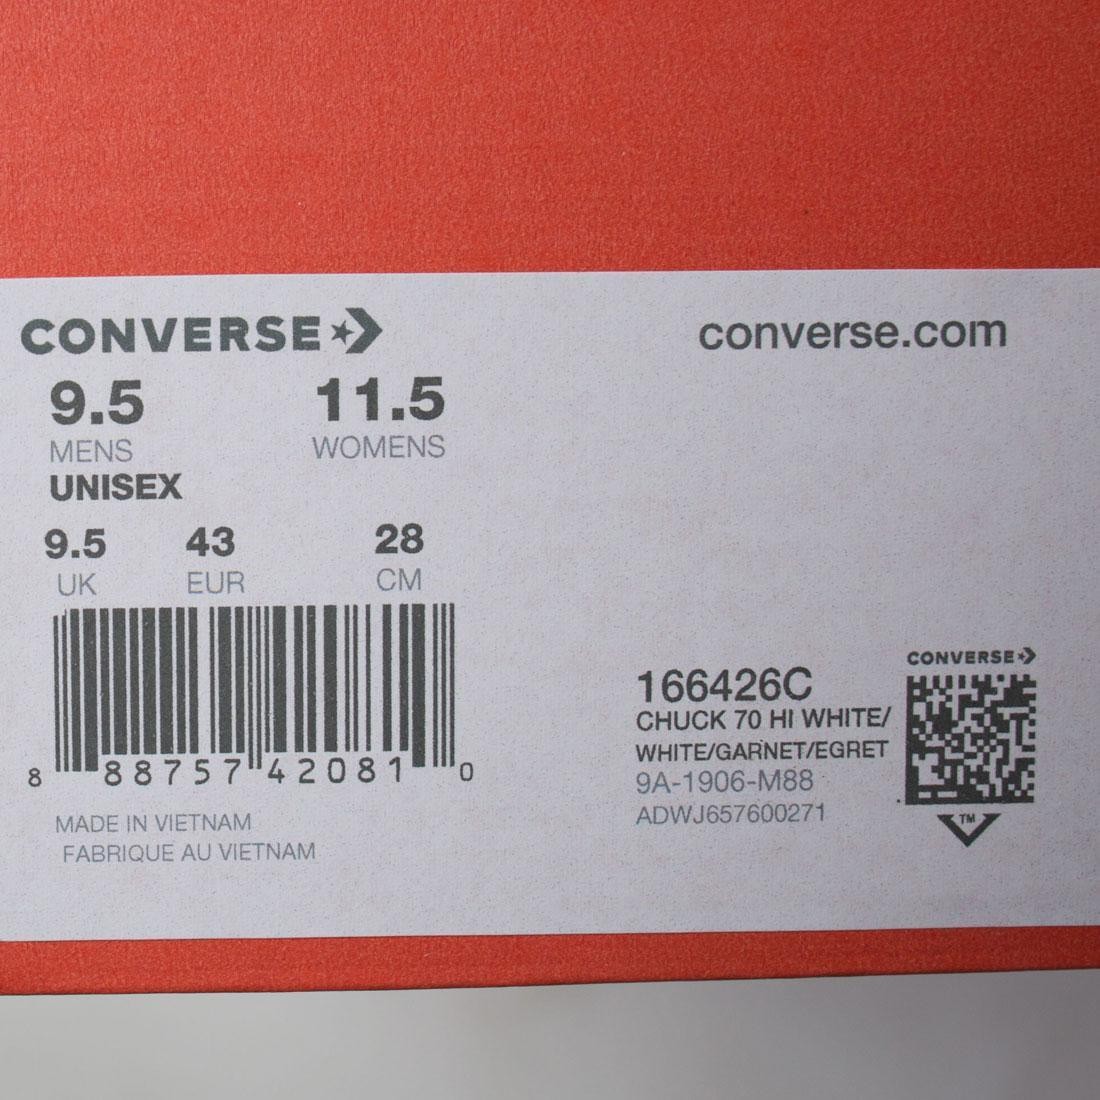 CONVERSE
converse.com
9.5 11.5
MENS WOMENS
UNISEX
9.5 43 28
UK EUR CM
8 88757 42081 0
MADE IN VIETNAM
FABRIQUE AU VIETNAM
CONVERSE
166426C
CHUCK 70 HI WHITE/
WHITE/GARNET/EGRET
9A-1906-M88
ADWJ657600271
TM